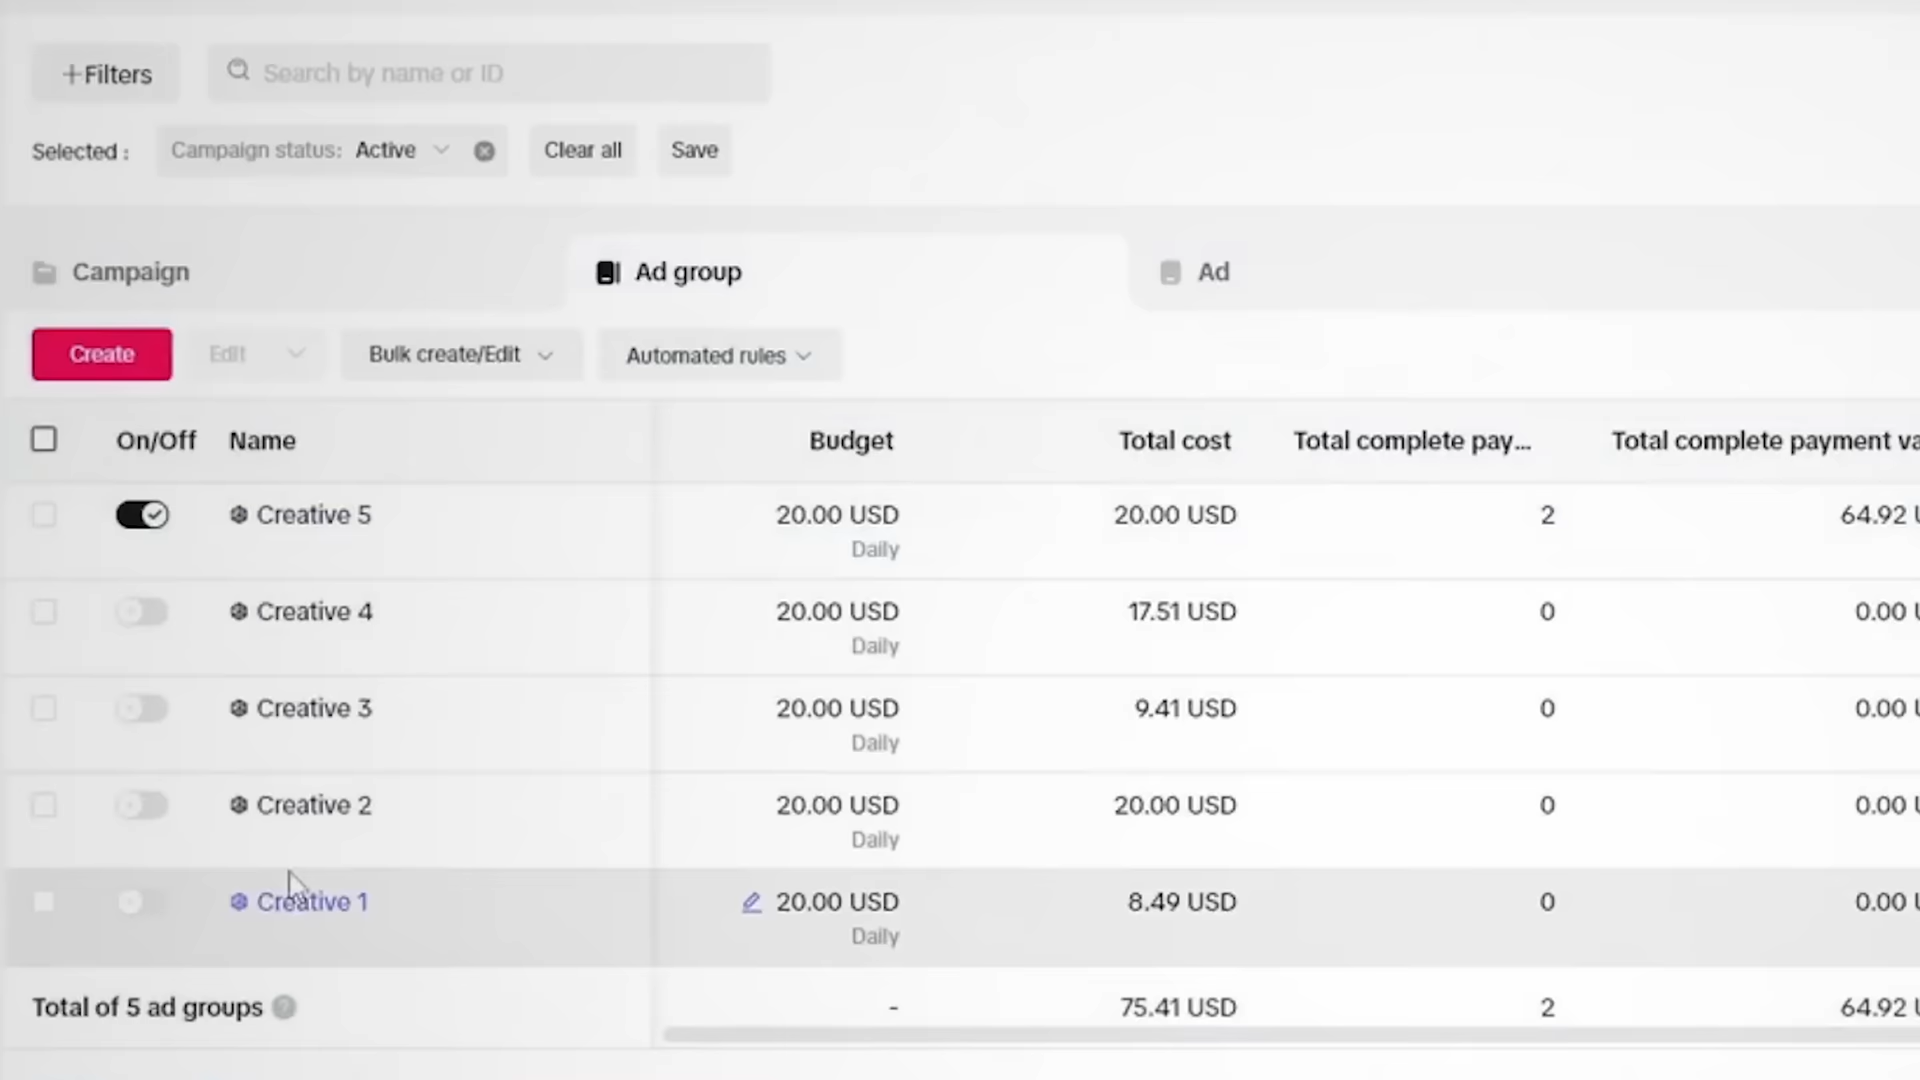 +Filters
Search by name or ID
Selected :
Campaign status: Active
Clear all
Save
Campaign
Ad group
Ad
Create
Edit
Bulk create/Edit
Automated rules
On/Off Name Budget Total cost Total complete pay... Total complete payment va
Creative 5 20.00 USD 20.00 USD 2 64.92 U
Daily
Creative 4 20.00 USD 17.51 USD 0 0.00 U
Daily
Creative 3 20.00 USD 9.41 USD 0 0.00 U
Daily
Creative 2 20.00 USD 20.00 USD 0 0.00 U
Daily
Creative 1 20.00 USD 8.49 USD 0 0.00 U
Daily
Total of 5 ad groups ? - 75.41 USD 2 64.92 U